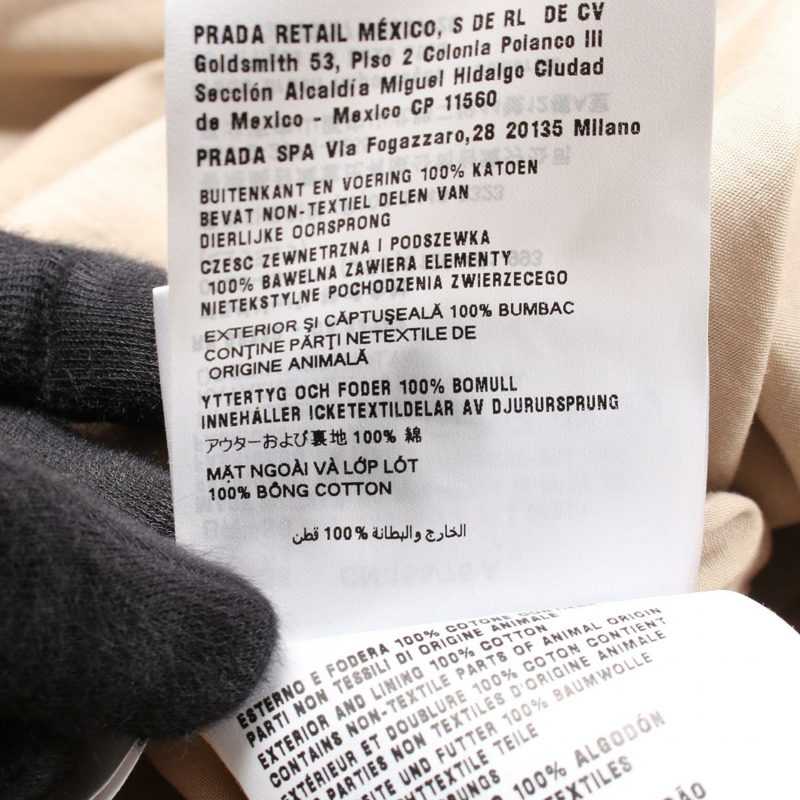 PRADA RETAIL MÉXICO, S DE RL DE CV
Goldsmith 53, Piso 2 Colonia Polanco III
Sección Alcaldía Miguel Hidalgo Ciudad
de Mexico - Mexico CP 11560
PRADA SPA Via Fogazzaro,28 20135 Milano
BUITENKANT EN VOERING 100% KATOEN
BEVAT NON-TEXTIEL DELEN VAN
DIERLIJKE OORSPRONG
CZESC ZEWNETRZNA I PODSZEWKA
100% BAWELNA ZAWIERA ELEMENTY
NIETEKSTYLNE POCHODZENIA ZWIERZECEGO
EXTERIOR ŞI CĂPTUŞEALĂ 100% BUMBAC
CONŢINE PĂRŢI NETEXTILE DE
ORIGINE ANIMALĂ
YTTERTYG OCH FODER 100% BOMULL
INNEHÅLLER ICKETEXTILDELAR AV DJURURSPRUNG
アウターおよび裏地 100% 綿
MẶT NGOÀI VÀ LỚP LÓT
100% BÔNG COTTON
الخارج والبطانة 100% قطن
ESTERNO E FODERA 100% COTONE
PARTI NON TESSILI DI ORIGINE ANIMALE
EXTERIOR AND LINING 100% COTTON
CONTAINS NON-TEXTILE PARTS OF ANIMAL ORIGIN
EXTÉRIEUR ET DOUBLURE 100% COTON CONTIENT
PARTIES NON TEXTILES D'ORIGINE ANIMALE
UND FUTTER 100% BAUMWOLLE
TEILE
100% ALGODÓN